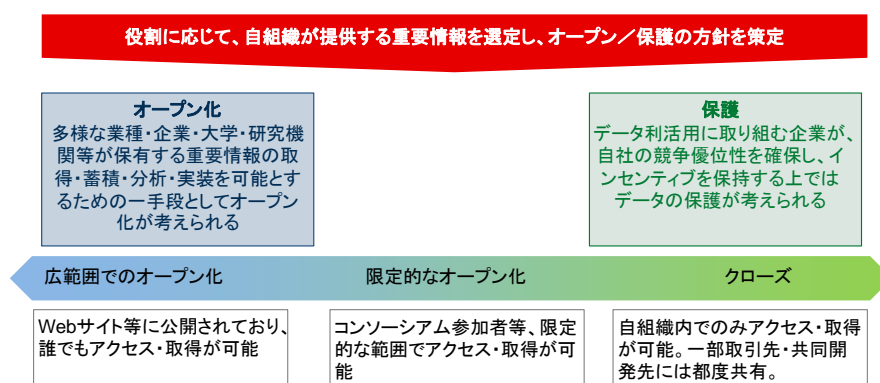 役割に応じて、自組織が提供する重要情報を選定し、オープン／保護の方針を策定
オープン化
多様な業種・企業・大学・研究機
関等が保有する重要情報の取
得・蓄積・分析・実装を可能とす
るための一手段としてオープン
化が考えられる
保護
データ利活用に取り組む企業が、
自社の競争優位性を確保し、イ
ンセンティブを保持する上では
データの保護が考えられる
広範囲でのオープン化
限定的なオープン化
クローズ
Webサイト等に公開されており、
誰でもアクセス・取得が可能
コンソーシアム参加者等、限定
的な範囲でアクセス・取得が可
能
自組織内でのみアクセス・取得
が可能。一部取引先・共同開
発先には都度共有。